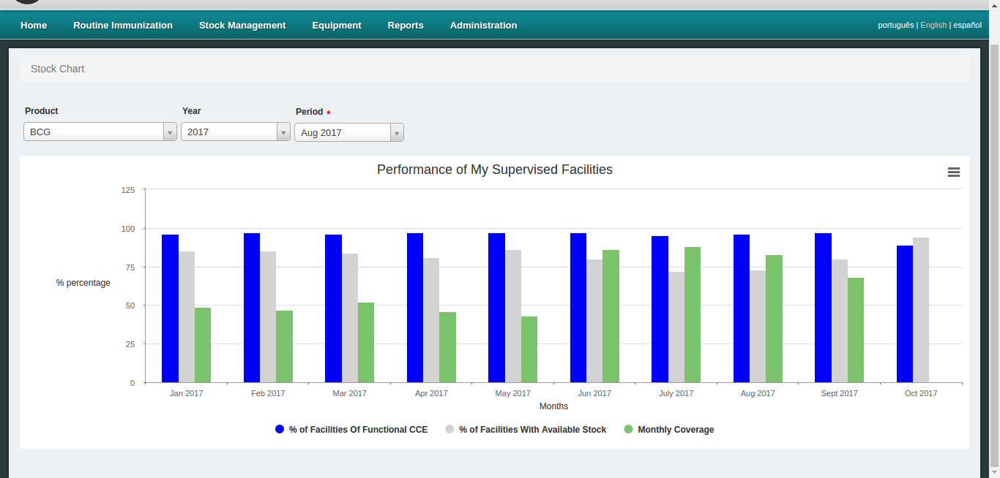 Home Routine Immunization Stock Management Equipment Reports Administration português | English | español
Stock Chart
Product Year Period *
BCG 2017 Aug 2017
Performance of My Supervised Facilities
125
100
75
% percentage
50
25
0
Jan 2017 Feb 2017 Mar 2017 Apr 2017 May 2017 Jun 2017 July 2017 Aug 2017 Sept 2017 Oct 2017
Months
% of Facilities Of Functional CCE % of Facilities With Available Stock Monthly Coverage